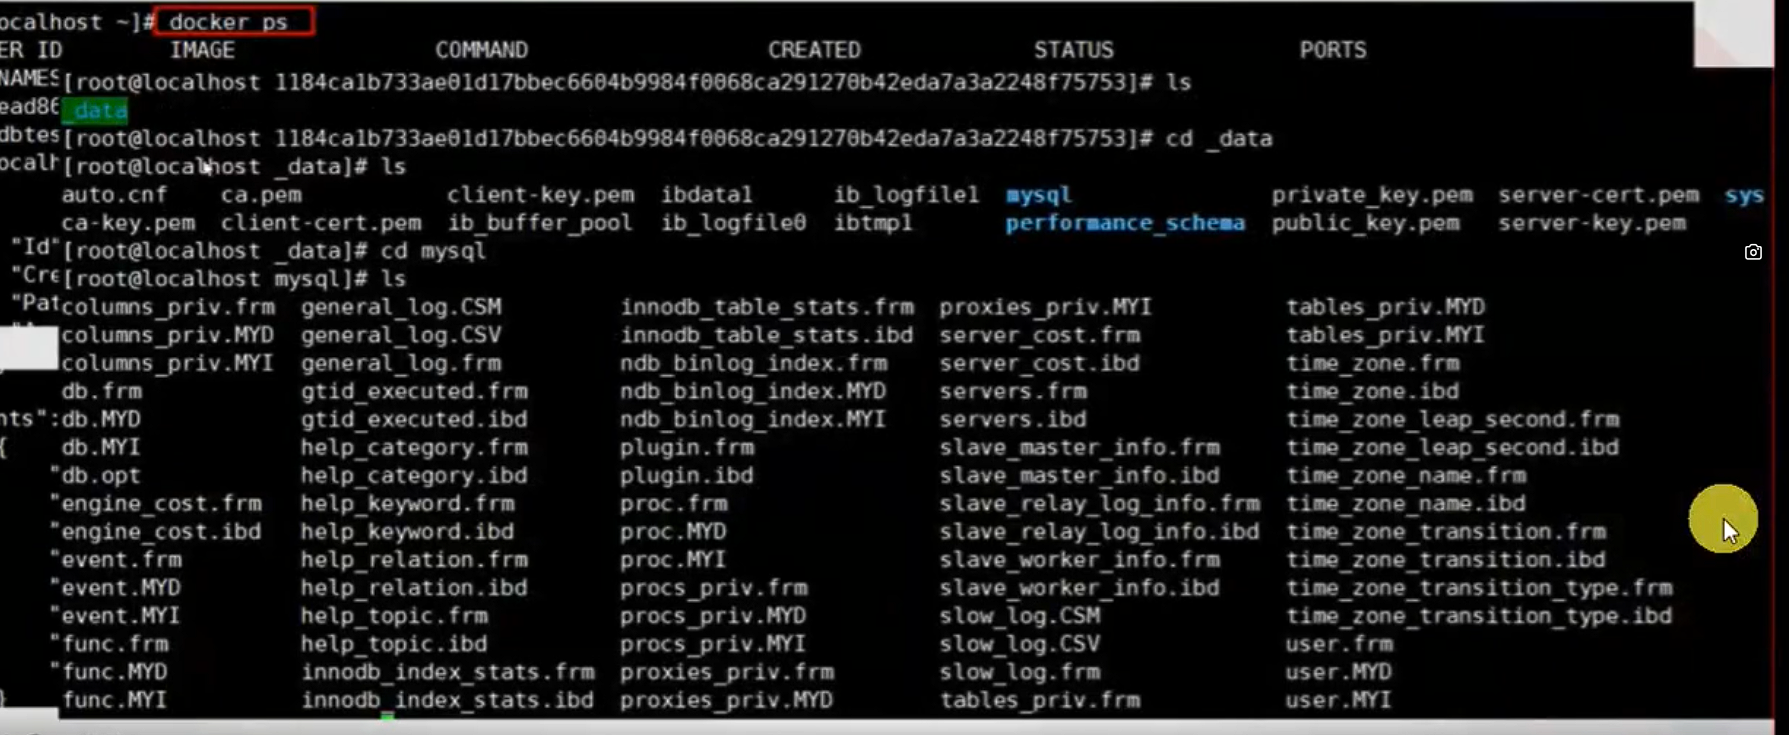 ocalhost ~]# docker ps
ER ID IMAGE COMMAND CREATED STATUS PORTS
NAMES
[root@localhost 1184ca1b733ae01d17bbec6604b9984f0068ca291270b42eda7a3a2248f75753]# ls
ead86
_data
dbtes
[root@localhost 1184ca1b733ae01d17bbec6604b9984f0068ca291270b42eda7a3a2248f75753]# cd _data
ocalh
[root@localhost _data]# ls
auto.cnf ca.pem client-key.pem ibdata1 ib_logfile1 mysql private_key.pem server-cert.pem sys
ca-key.pem client-cert.pem ib_buffer_pool ib_logfile0 ibtmp1 performance_schema public_key.pem server-key.pem
"Id"
[root@localhost _data]# cd mysql
"Cre
[root@localhost mysql]# ls
"Pat
columns_priv.frm general_log.CSM innodb_table_stats.frm proxies_priv.MYI tables_priv.MYD
columns_priv.MYD general_log.CSV innodb_table_stats.ibd server_cost.frm tables_priv.MYI
columns_priv.MYI general_log.frm ndb_binlog_index.frm server_cost.ibd time_zone.frm
db.frm gtid_executed.frm ndb_binlog_index.MYD servers.frm time_zone.ibd
nts":
db.MYD gtid_executed.ibd ndb_binlog_index.MYI servers.ibd time_zone_leap_second.frm
{
db.MYI help_category.frm plugin.frm slave_master_info.frm time_zone_leap_second.ibd
"db.opt help_category.ibd plugin.ibd slave_master_info.ibd time_zone_name.frm
"engine_cost.frm help_keyword.frm proc.frm slave_relay_log_info.frm time_zone_name.ibd
"engine_cost.ibd help_keyword.ibd proc.MYD slave_relay_log_info.ibd time_zone_transition.frm
"event.frm help_relation.frm proc.MYI slave_worker_info.frm time_zone_transition.ibd
"event.MYD help_relation.ibd procs_priv.frm slave_worker_info.ibd time_zone_transition_type.frm
"event.MYI help_topic.frm procs_priv.MYD slow_log.CSM time_zone_transition_type.ibd
"func.frm help_topic.ibd procs_priv.MYI slow_log.CSV user.frm
"func.MYD innodb_index_stats.frm proxies_priv.frm slow_log.frm user.MYD
}
func.MYI innodb_index_stats.ibd proxies_priv.MYD tables_priv.frm user.MYI